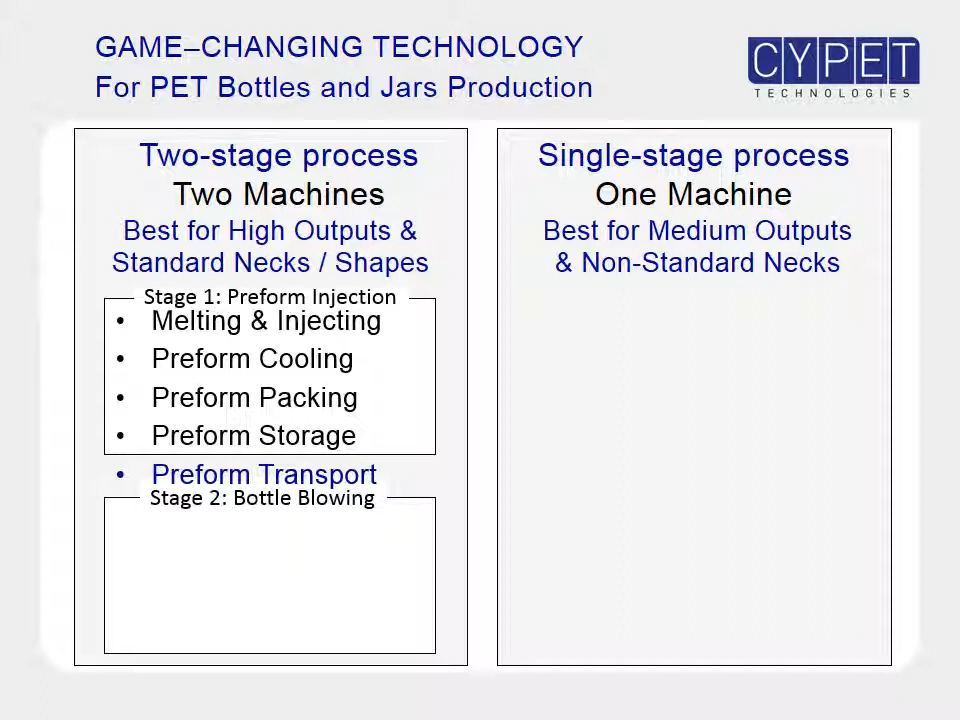 GAME–CHANGING TECHNOLOGY
For PET Bottles and Jars Production
CYPET
TECHNOLOGIES
Two-stage process
Two Machines
Best for High Outputs &
Standard Necks / Shapes
Stage 1: Preform Injection
• Melting & Injecting
• Preform Cooling
• Preform Packing
• Preform Storage
• Preform Transport
Stage 2: Bottle Blowing
Single-stage process
One Machine
Best for Medium Outputs
& Non-Standard Necks